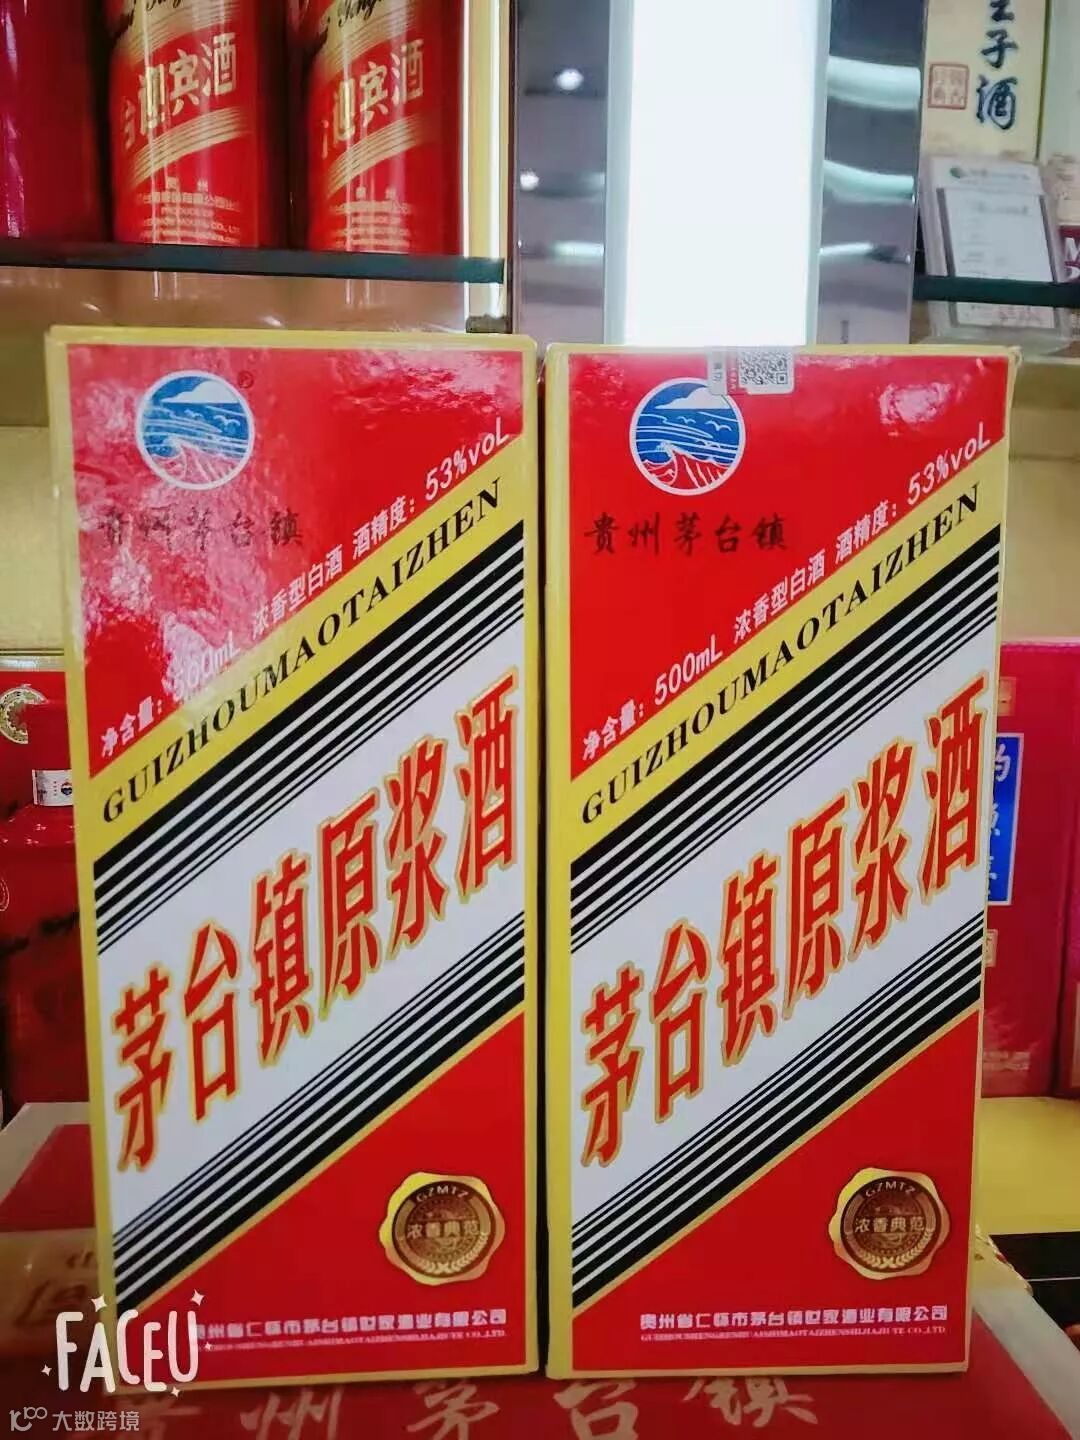 迎宾酒
迎宾酒
王子酒
贵州茅台镇
净含量：500mL 浓香型白酒 酒精度：53%voL
GUIZHOUMAOTAIZHEN
茅台镇原浆酒
GZMTZ
浓香典范
贵州省仁怀市茅台镇世家酒业有限公司
贵州茅台镇
净含量：500mL 浓香型白酒 酒精度：53%voL
GUIZHOUMAOTAIZHEN
茅台镇原浆酒
GZMTZ
浓香典范
贵州省仁怀市茅台镇世家酒业有限公司
贵州茅台镇
FACEU
大数跨境